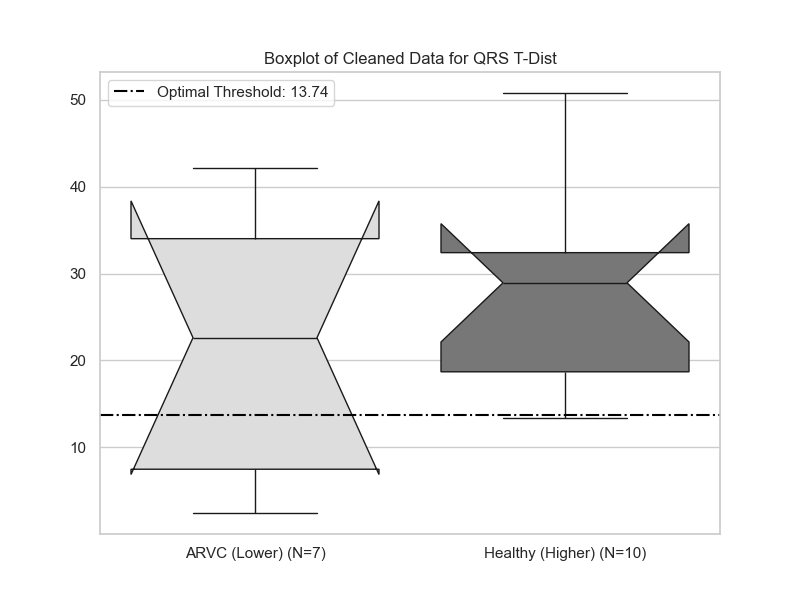 Boxplot of Cleaned Data for QRS T-Dist
Optimal Threshold: 13.74
50
40
30
20
10
ARVC (Lower) (N=7)
Healthy (Higher) (N=10)